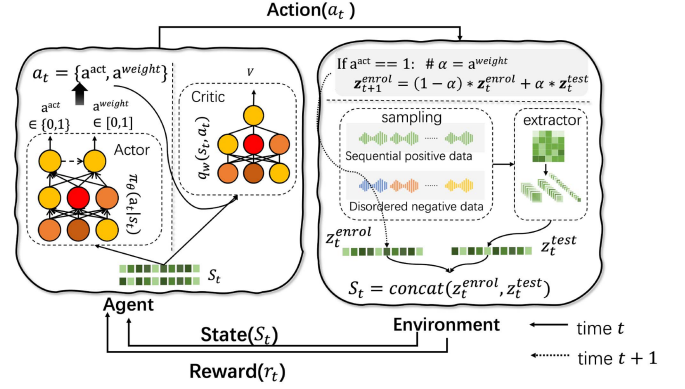 Action(a_t)
a_t = {a^act, a^weight}
a^act
∈ {0,1}
a^weight
∈ [0,1]
Actor
π_θ(a_t|s_t)
V
Critic
q_w(s_t, a_t)
S_t
Agent
If a^act == 1: # α = a^weight
z_{t+1}^{enrol} = (1 − α) * z_t^{enrol} + α * z_t^{test}
sampling
Sequential positive data
Disordered negative data
extractor
z_t^{enrol}
z_t^{test}
S_t = concat(z_t^{enrol}, z_t^{test})
Environment
State(S_t)
Reward(r_t)
time t
time t + 1